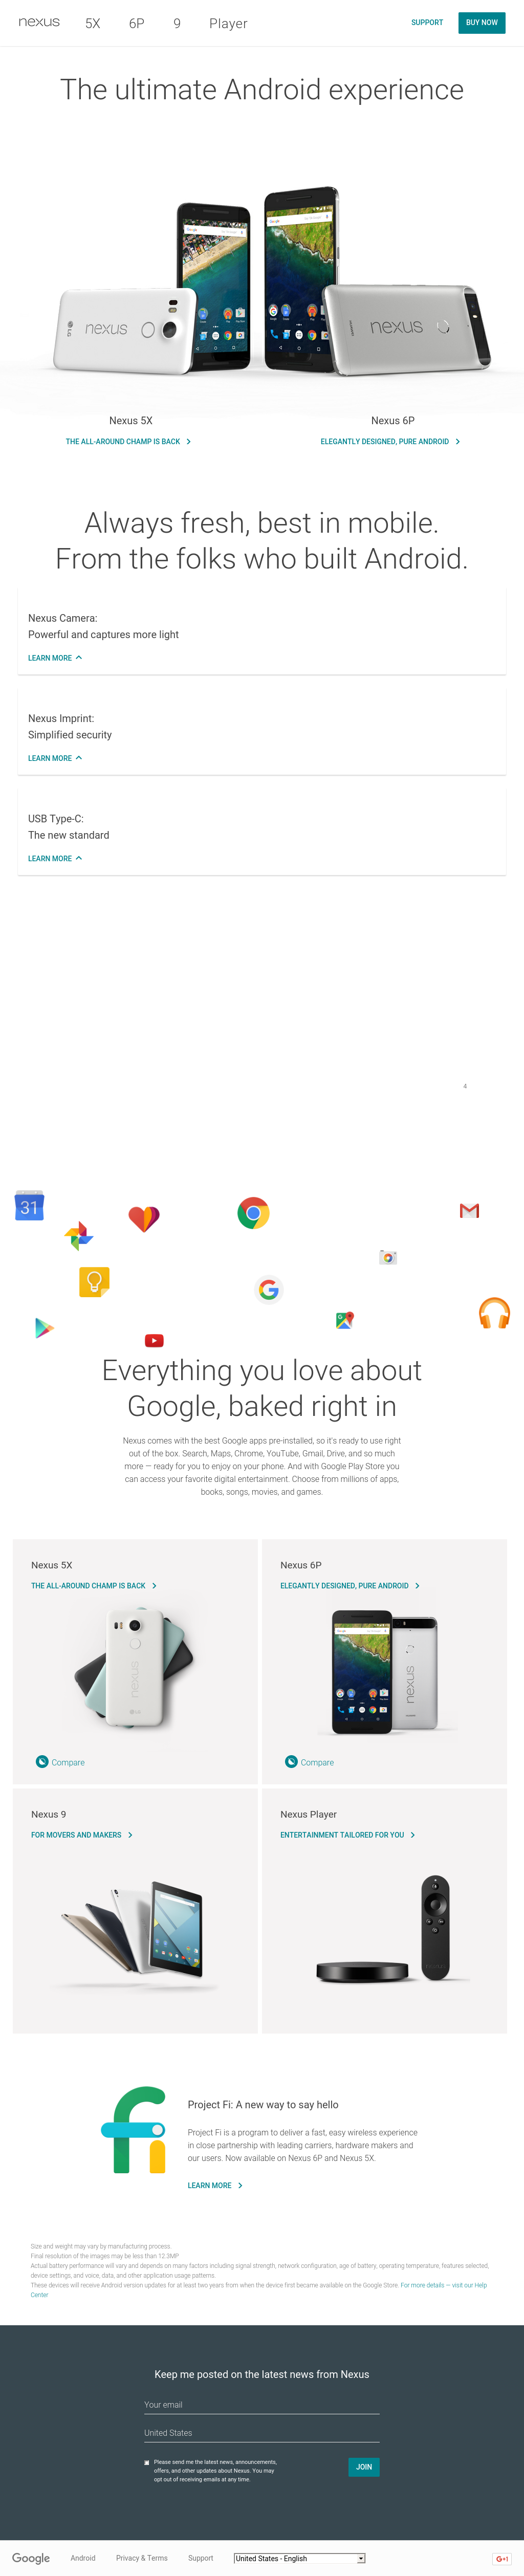 nexus 5X 6P 9 Player SUPPORT BUY NOW
The ultimate Android experience
LG nexus
nexus
Nexus 5X
THE ALL-AROUND CHAMP IS BACK
Nexus 6P
ELEGANTLY DESIGNED, PURE ANDROID
Always fresh, best in mobile.
From the folks who built Android.
Nexus Camera:
Powerful and captures more light
LEARN MORE
Nexus Imprint:
Simplified security
LEARN MORE
USB Type-C:
The new standard
LEARN MORE
4
31
Everything you love about
Google, baked right in
Nexus comes with the best Google apps pre-installed, so it's ready to use right
out of the box. Search, Maps, Chrome, YouTube, Gmail, Drive, and so much
more — ready for you to enjoy on your phone. And with Google Play Store you
can access your favorite digital entertainment. Choose from millions of apps,
books, songs, movies, and games.
Nexus 5X
THE ALL-AROUND CHAMP IS BACK
nexus
LG
Compare
Nexus 6P
ELEGANTLY DESIGNED, PURE ANDROID
nexus
Compare
Nexus 9
FOR MOVERS AND MAKERS
Nexus Player
ENTERTAINMENT TAILORED FOR YOU
Project Fi: A new way to say hello
Project Fi is a program to deliver a fast, easy wireless experience
in close partnership with leading carriers, hardware makers and
our users. Now available on Nexus 6P and Nexus 5X.
LEARN MORE
Size and weight may vary by manufacturing process.
Final resolution of the images may be less than 12.3MP
Actual battery performance will vary and depends on many factors including signal strength, network configuration, age of battery, operating temperature, features selected,
device settings, and voice, data, and other application usage patterns.
These devices will receive Android version updates for at least two years from when the device first became available on the Google Store. For more details — visit our Help
Center
Keep me posted on the latest news from Nexus
Your email
United States
Please send me the latest news, announcements,
offers, and other updates about Nexus. You may
opt out of receiving emails at any time.
JOIN
Google Android Privacy & Terms Support United States - English G+1